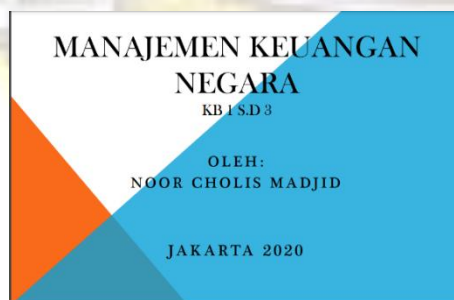 MANAJEMEN KEUANGAN
NEGARA
KB 1 S.D 3
OLEH:
NOOR CHOLIS MADJID
JAKARTA 2020